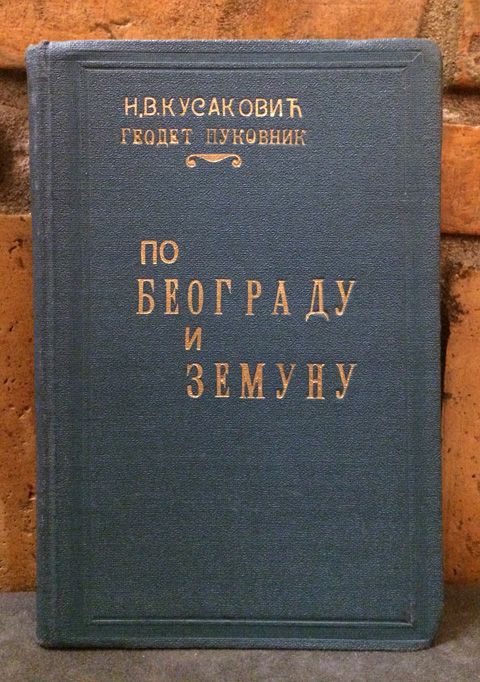 Н.В.КУСАКОВИЋ
ГЕОДЕТ ПУКОВНИК
ПО
БЕОГРАДУ
И
ЗЕМУНУ